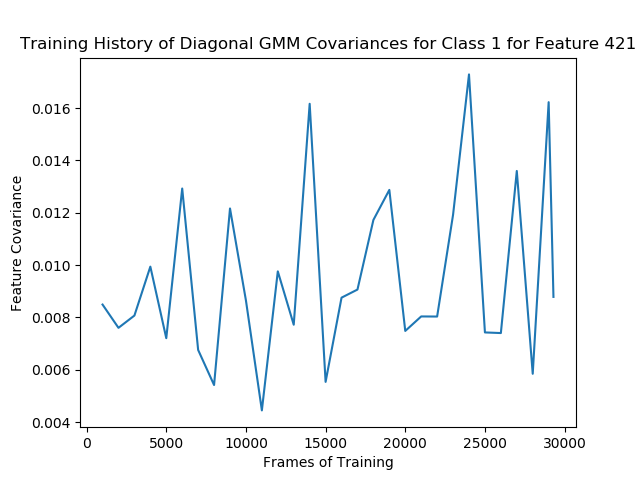 Training History of Diagonal GMM Covariances for Class 1 for Feature 421
Feature Covariance
0.016
0.014
0.012
0.010
0.008
0.006
0.004
0 5000 10000 15000 20000 25000 30000
Frames of Training